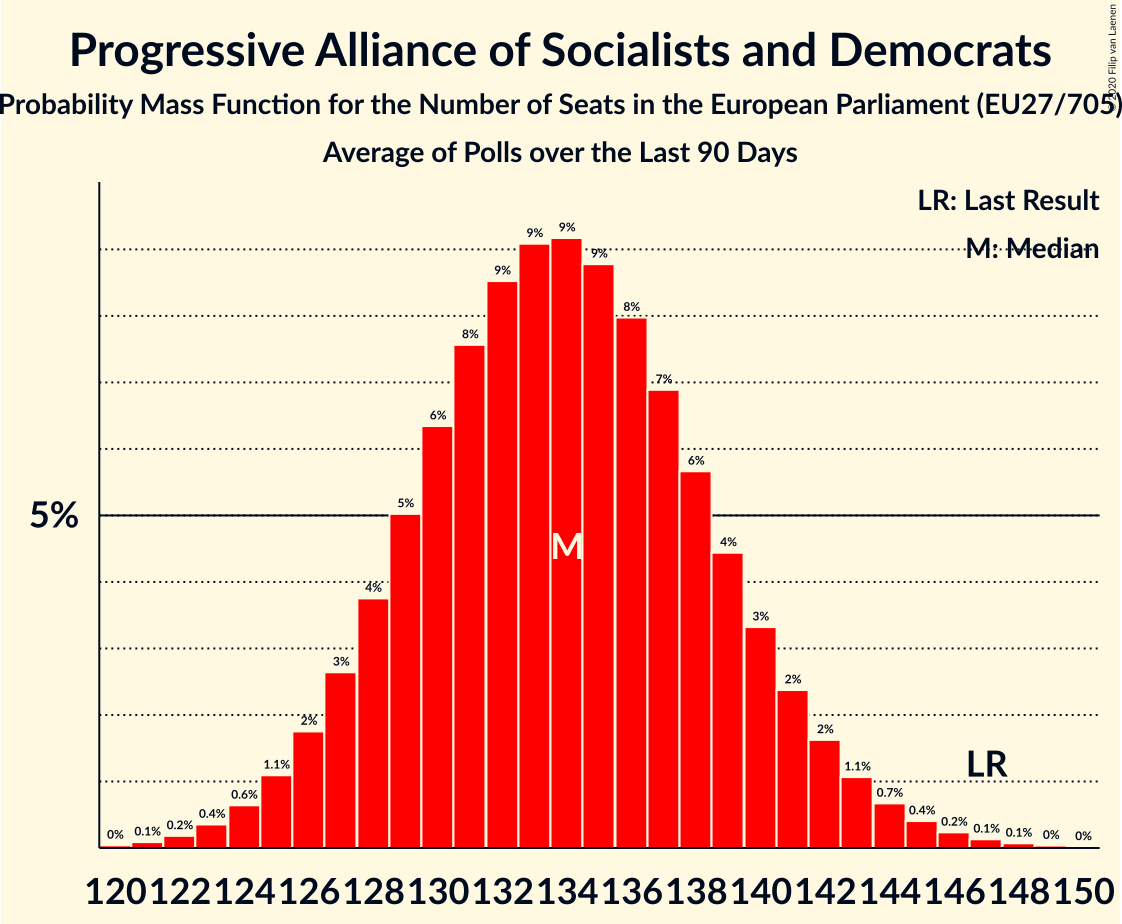 Progressive Alliance of Socialists and Democrats
Probability Mass Function for the Number of Seats in the European Parliament (EU27/705)
Average of Polls over the Last 90 Days
© 2020 Filip van Laenen
LR: Last Result
M: Median
5%
0% 0.1% 0.2% 0.4% 0.6% 1.1% 2% 3% 4% 5% 6% 8% 9% 9% 9% 9% 8% 7% 6% 4% 3% 2% 2% 1.1% 0.7% 0.4% 0.2% 0.1% 0.1% 0% 0%
M
LR
120 122 124 126 128 130 132 134 136 138 140 142 144 146 148 150